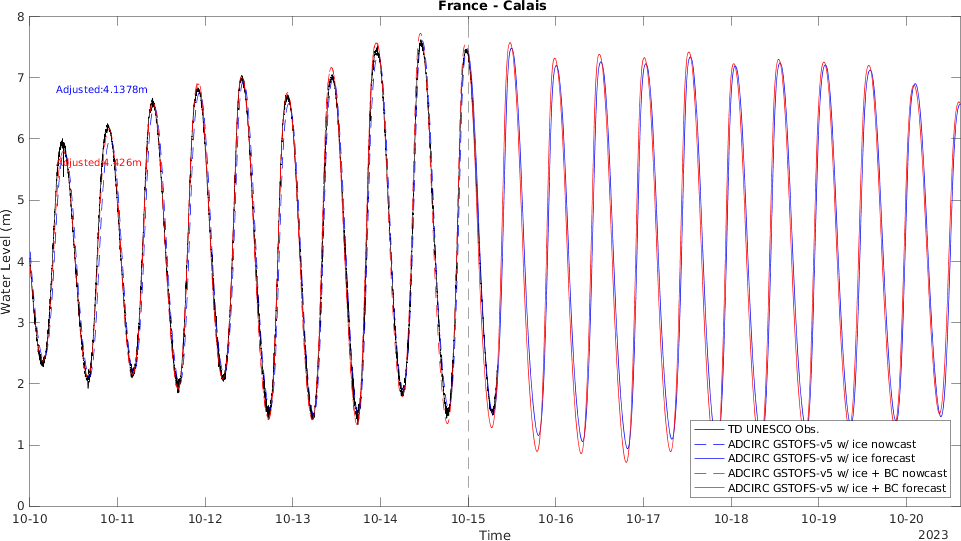 France - Calais
8
7
6
5
4
3
2
1
0
Water Level (m)
Adjusted:4.1378m
Adjusted:4.426m
TD UNESCO Obs.
ADCIRC GSTOFS-v5 w/ ice nowcast
ADCIRC GSTOFS-v5 w/ ice forecast
ADCIRC GSTOFS-v5 w/ ice + BC nowcast
ADCIRC GSTOFS-v5 w/ ice + BC forecast
10-10 10-11 10-12 10-13 10-14 10-15 10-16 10-17 10-18 10-19 10-20
Time
2023